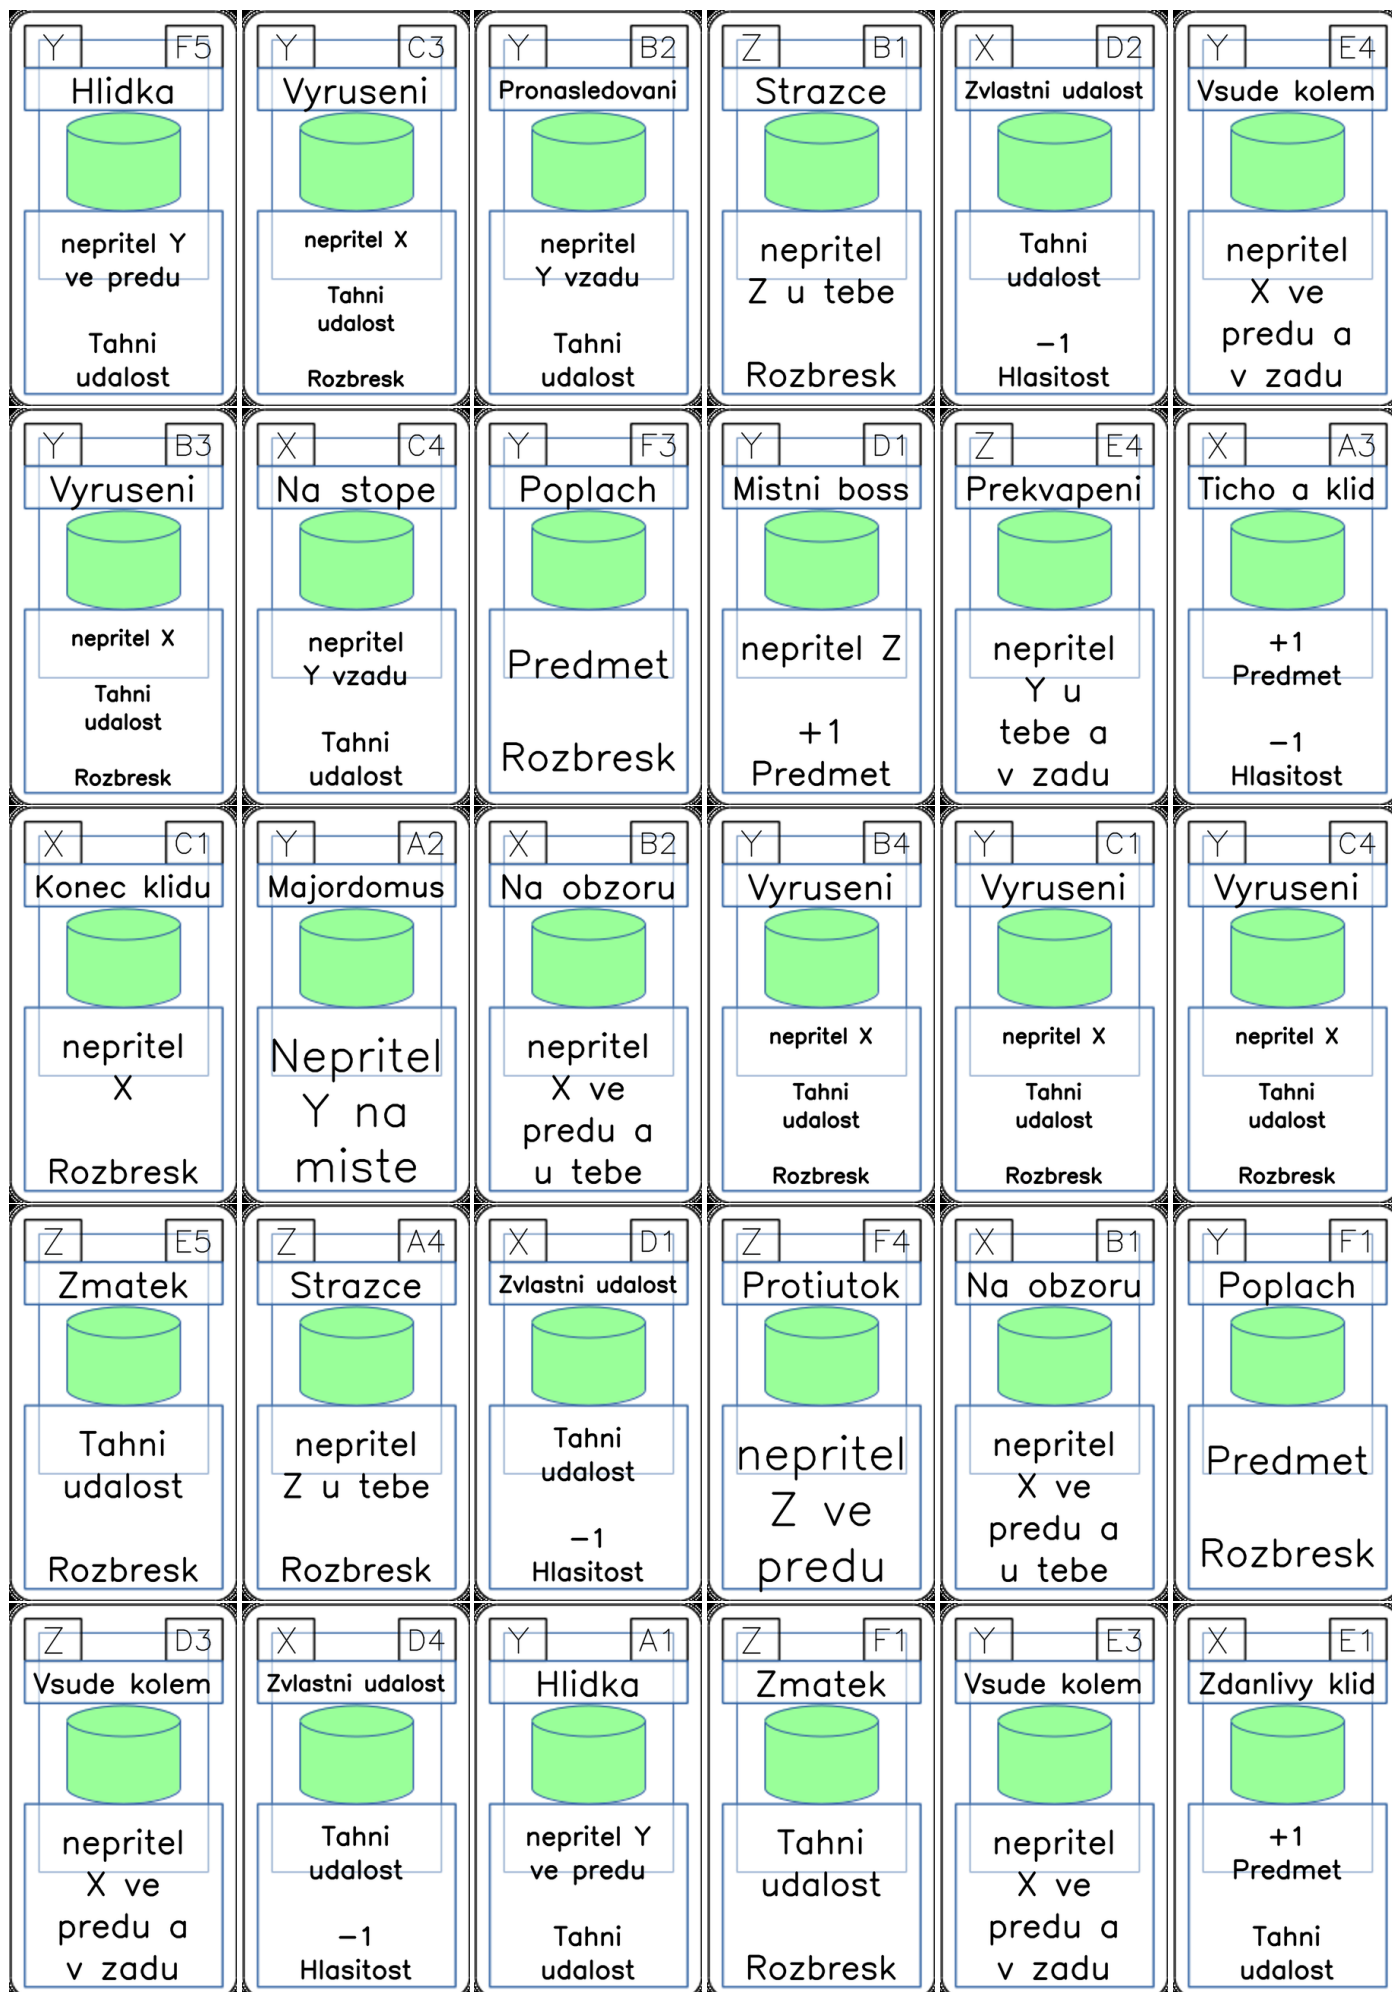 Y F5
Hlidka
nepritel Y
ve predu
Tahni
udalost
Y C3
Vyruseni
nepritel X
Tahni
udalost
Rozbresk
Y B2
Pronasledovani
nepritel
Y vzadu
Tahni
udalost
Z B1
Strazce
nepritel
Z u tebe
Rozbresk
X D2
Zvlastni udalost
Tahni
udalost
-1
Hlasitost
Y E4
Vsude kolem
nepritel
X ve
predu a
v zadu
Y B3
Vyruseni
nepritel X
Tahni
udalost
Rozbresk
X C4
Na stope
nepritel
Y vzadu
Tahni
udalost
Y F3
Poplach
Predmet
Rozbresk
Y D1
Mistni boss
nepritel Z
+1
Predmet
Z E4
Prekvapeni
nepritel
Y u
tebe a
v zadu
X A3
Ticho a klid
+1
Predmet
-1
Hlasitost
X C1
Konec klidu
nepritel
X
Rozbresk
Y A2
Majordomus
Nepritel
Y na
miste
X B2
Na obzoru
nepritel
X ve
predu a
u tebe
Y B4
Vyruseni
nepritel X
Tahni
udalost
Rozbresk
Y C1
Vyruseni
nepritel X
Tahni
udalost
Rozbresk
Y C4
Vyruseni
nepritel X
Tahni
udalost
Rozbresk
Z E5
Zmatek
Tahni
udalost
Rozbresk
Z A4
Strazce
nepritel
Z u tebe
Rozbresk
X D1
Zvlastni udalost
Tahni
udalost
-1
Hlasitost
Z F4
Protiutok
nepritel
Z ve
predu
X B1
Na obzoru
nepritel
X ve
predu a
u tebe
Y F1
Poplach
Predmet
Rozbresk
Z D3
Vsude kolem
nepritel
X ve
predu a
v zadu
X D4
Zvlastni udalost
Tahni
udalost
-1
Hlasitost
Y A1
Hlidka
nepritel Y
ve predu
Tahni
udalost
Z F1
Zmatek
Tahni
udalost
Rozbresk
Y E3
Vsude kolem
nepritel
X ve
predu a
v zadu
X E1
Zdanlivy klid
+1
Predmet
Tahni
udalost